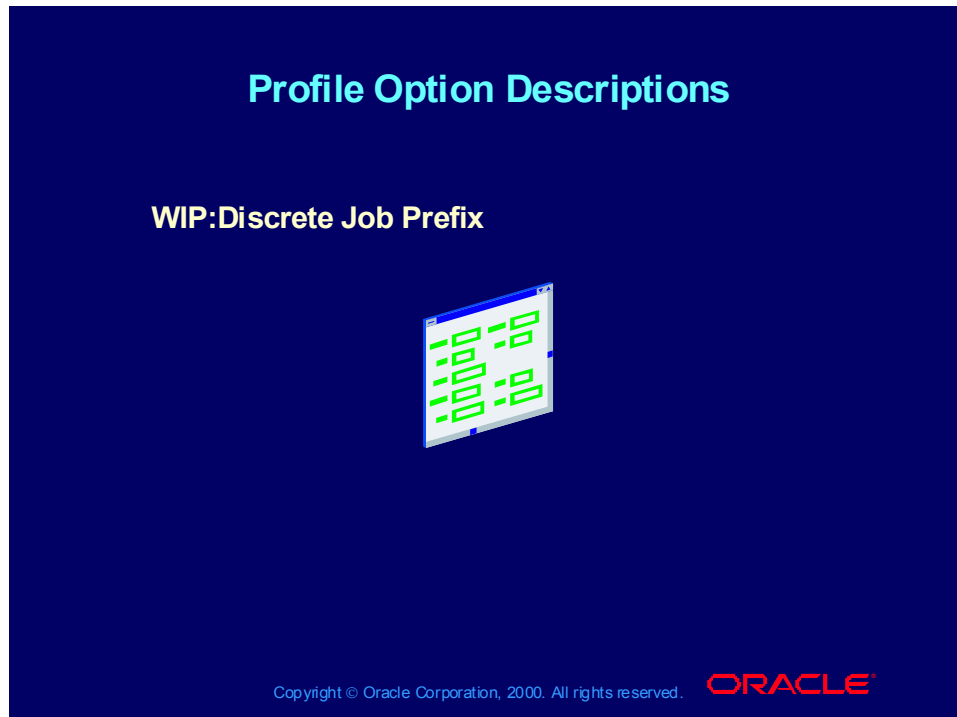 Profile Option Descriptions
WIP:Discrete Job Prefix
Copyright © Oracle Corporation, 2000. All rights reserved.
ORACLE®